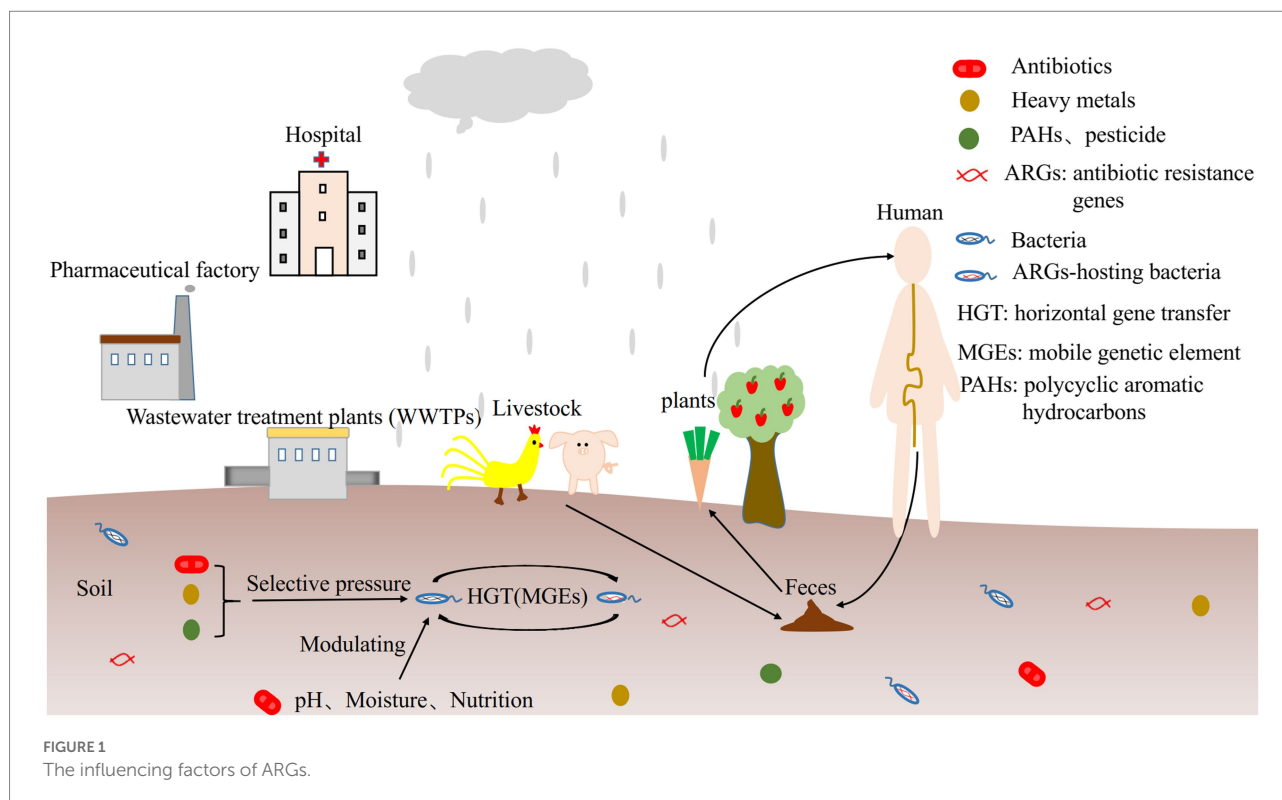 Antibiotics
Heavy metals
PAHs、pesticide
ARGs: antibiotic resistance
genes
Bacteria
ARGs-hosting bacteria
HGT: horizontal gene transfer
MGEs: mobile genetic element
PAHs: polycyclic aromatic
hydrocarbons
Hospital
Human
Pharmaceutical factory
Wastewater treatment plants (WWTPs)
Livestock
plants
Soil
Selective pressure
HGT(MGEs)
Feces
Modulating
pH、Moisture、Nutrition
FIGURE 1
The influencing factors of ARGs.